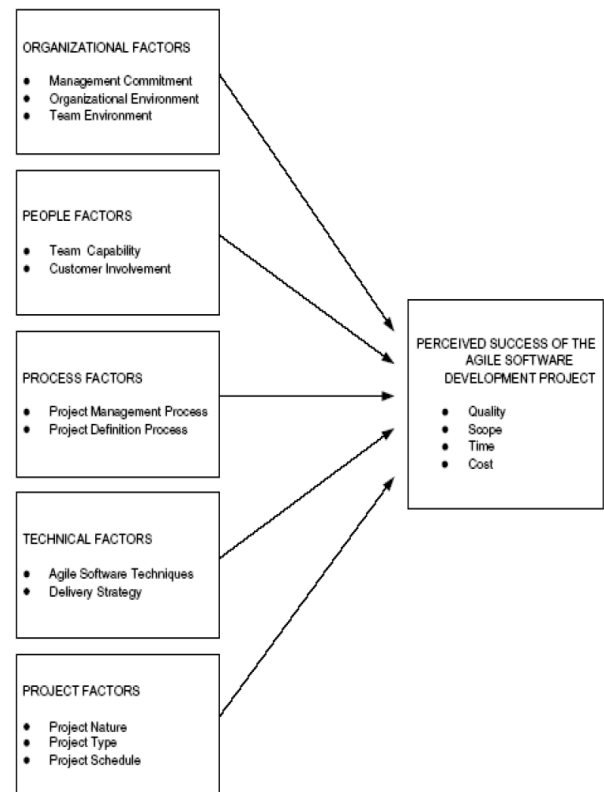 ORGANIZATIONAL FACTORS
● Management Commitment
● Organizational Environment
● Team Environment
PEOPLE FACTORS
● Team Capability
● Customer Involvement
PROCESS FACTORS
● Project Management Process
● Project Definition Process
TECHNICAL FACTORS
● Agile Software Techniques
● Delivery Strategy
PROJECT FACTORS
● Project Nature
● Project Type
● Project Schedule
PERCEIVED SUCCESS OF THE
AGILE SOFTWARE
DEVELOPMENT PROJECT
● Quality
● Scope
● Time
● Cost